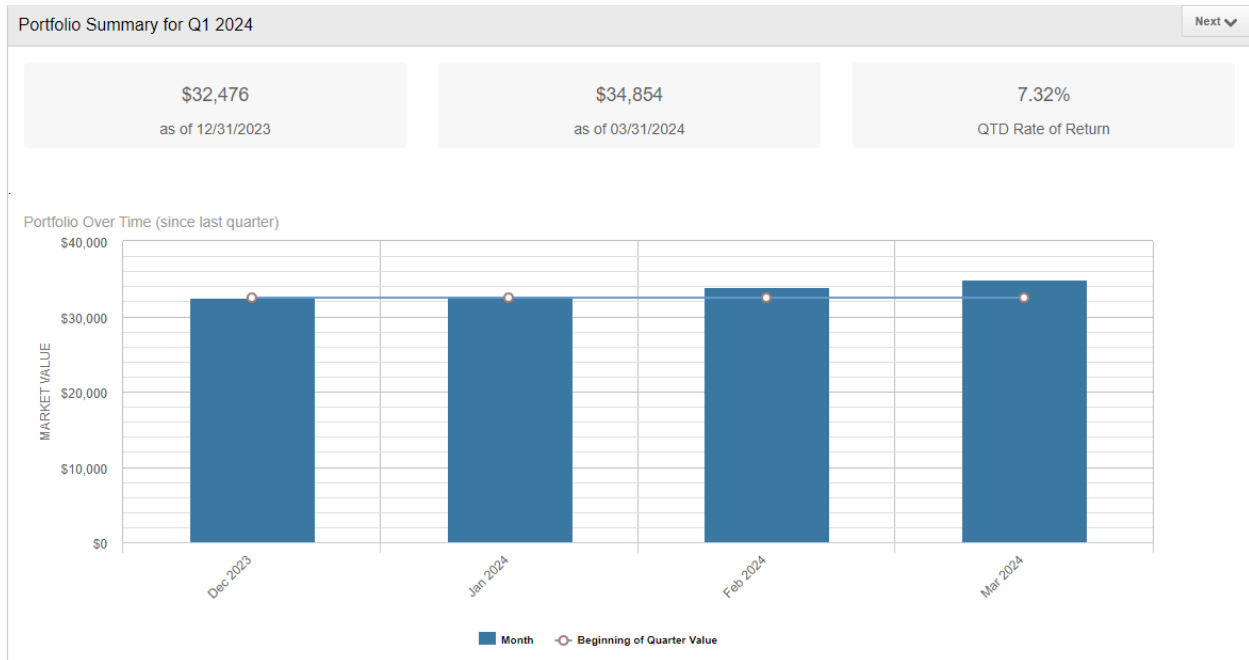 Portfolio Summary for Q1 2024
Next
$32,476
as of 12/31/2023
$34,854
as of 03/31/2024
7.32%
QTD Rate of Return
.
Portfolio Over Time (since last quarter)
$40,000
$30,000
$20,000
$10,000
$0
MARKET VALUE
Dec 2023
Jan 2024
Feb 2024
Mar 2024
Month
Beginning of Quarter Value